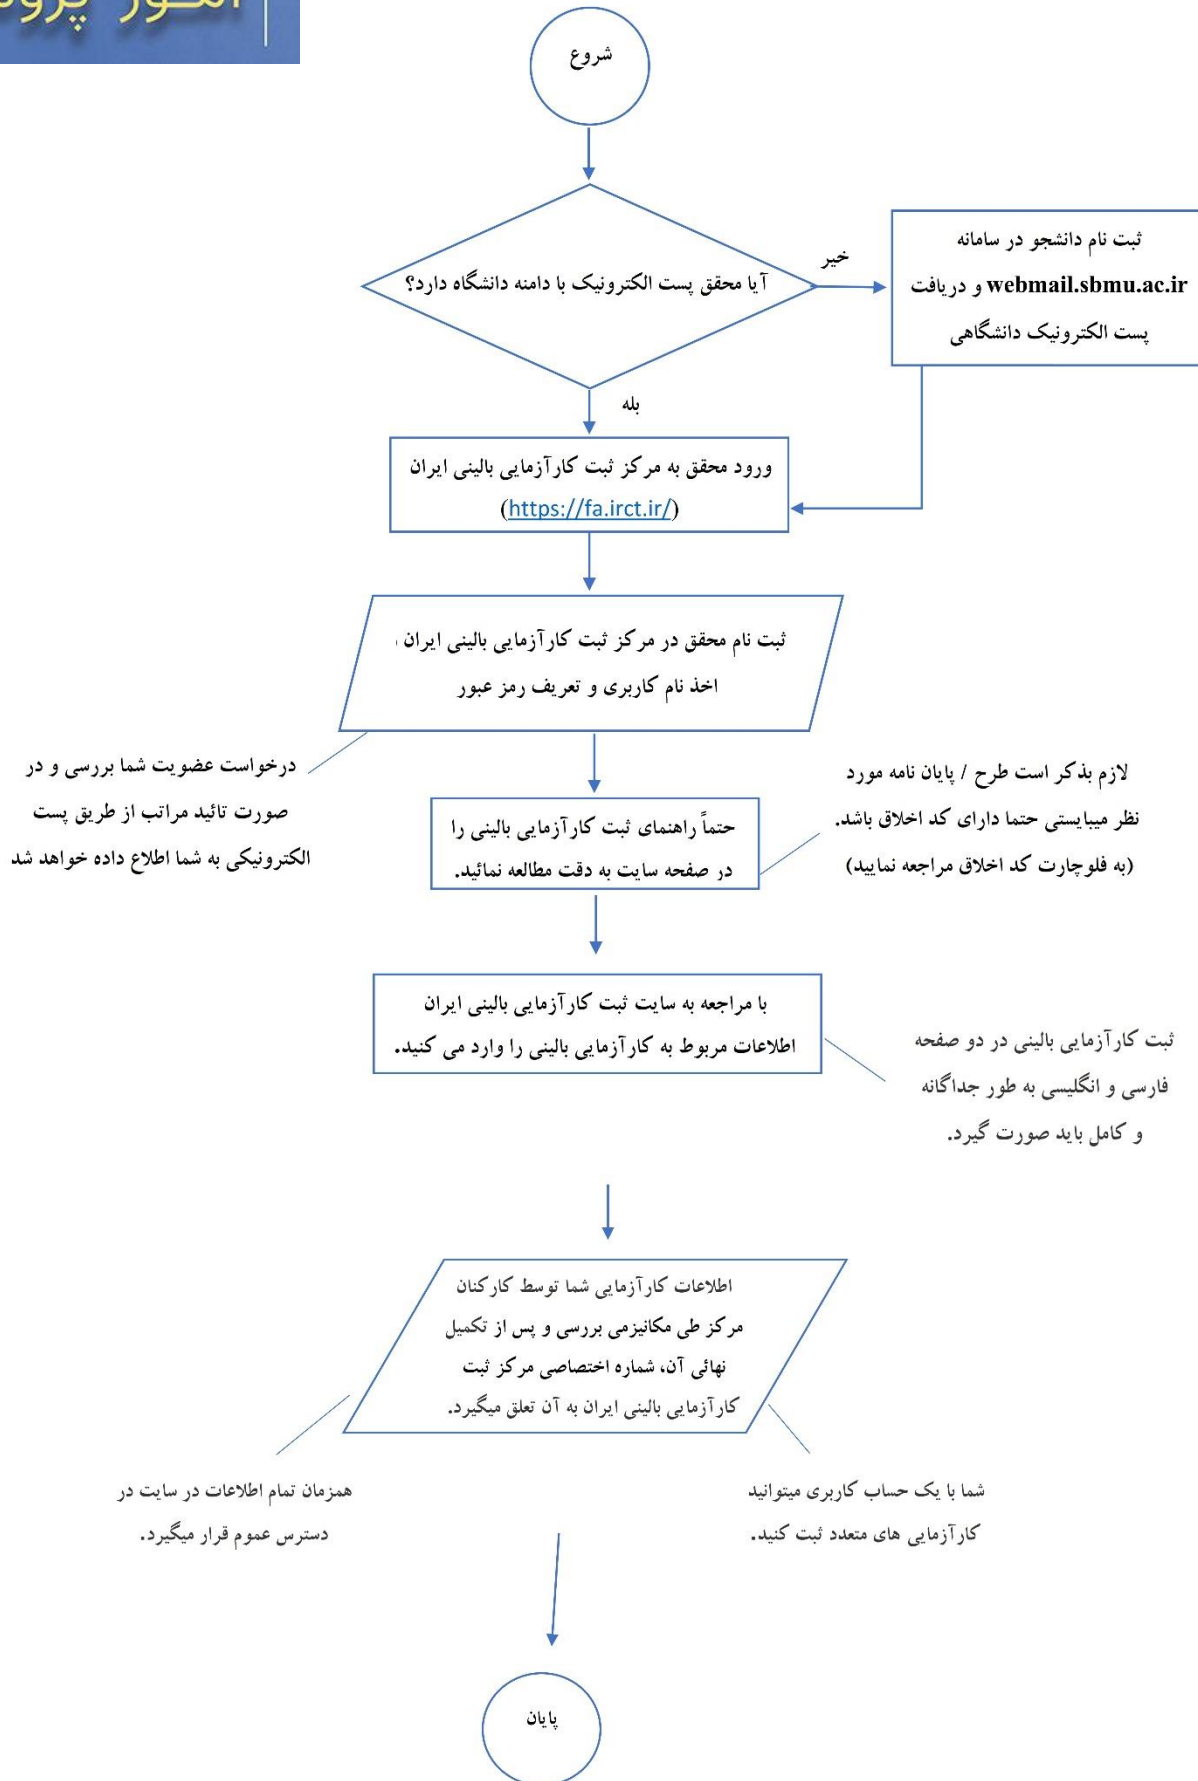 امور
شروع
آیا محقق پست الکترونیک با دامنه دانشگاه دارد؟
خیر
ثبت نام دانشجو در سامانه
webmail.sbmu.ac.ir و دریافت
پست الکترونیک دانشگاهی
بله
ورود محقق به مرکز ثبت کارآزمایی بالینی ایران
(https://fa.irct.ir/)
ثبت نام محقق در مرکز ثبت کارآزمایی بالینی ایران ،
اخذ نام کاربری و تعریف رمز عبور
درخواست عضویت شما بررسی و در
صورت تائید مراتب از طریق پست
الکترونیکی به شما اطلاع داده خواهد شد
حتماً راهنمای ثبت کارآزمایی بالینی را
در صفحه سایت به دقت مطالعه نمائید.
لازم بذکر است طرح / پایان نامه مورد
نظر میبایستی حتما دارای کد اخلاق باشد.
(به فلوچارت کد اخلاق مراجعه نمایید)
با مراجعه به سایت ثبت کارآزمایی بالینی ایران
اطلاعات مربوط به کارآزمایی بالینی را وارد می کنید.
ثبت کارآزمایی بالینی در دو صفحه
فارسی و انگلیسی به طور جداگانه
و کامل باید صورت گیرد.
اطلاعات کارآزمایی شما توسط کارکنان
مرکز طی مکانیزمی بررسی و پس از تکمیل
نهائی آن، شماره اختصاصی مرکز ثبت
کارآزمایی بالینی ایران به آن تعلق میگیرد.
شما با یک حساب کاربری میتوانید
کارآزمایی های متعدد ثبت کنید.
همزمان تمام اطلاعات در سایت در
دسترس عموم قرار میگیرد.
پایان